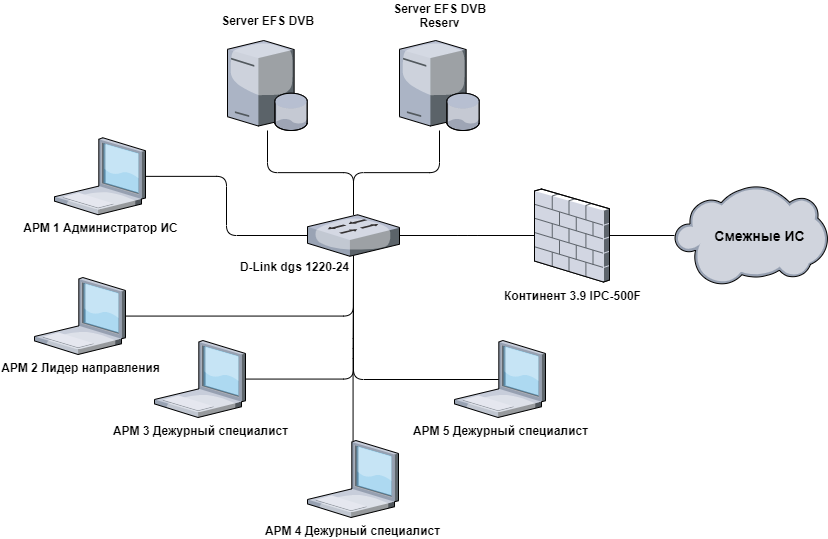 Server EFS DVB
Server EFS DVB
Reserv
АРМ 1 Администратор ИС
D-Link dgs 1220-24
Смежные ИС
Континент 3.9 IPC-500F
АРМ 2 Лидер направления
АРМ 3 Дежурный специалист
АРМ 5 Дежурный специалист
АРМ 4 Дежурный специалист